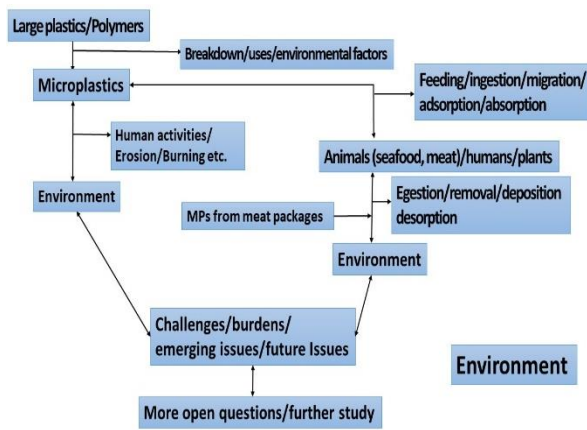 Large plastics/Polymers
Breakdown/uses/environmental factors
Microplastics
Feeding/ingestion/migration/
adsorption/absorption
Human activities/
Erosion/Burning etc.
Animals (seafood, meat)/humans/plants
Environment
Egestion/removal/deposition
desorption
MPs from meat packages
Environment
Challenges/burdens/
emerging issues/future Issues
Environment
More open questions/further study